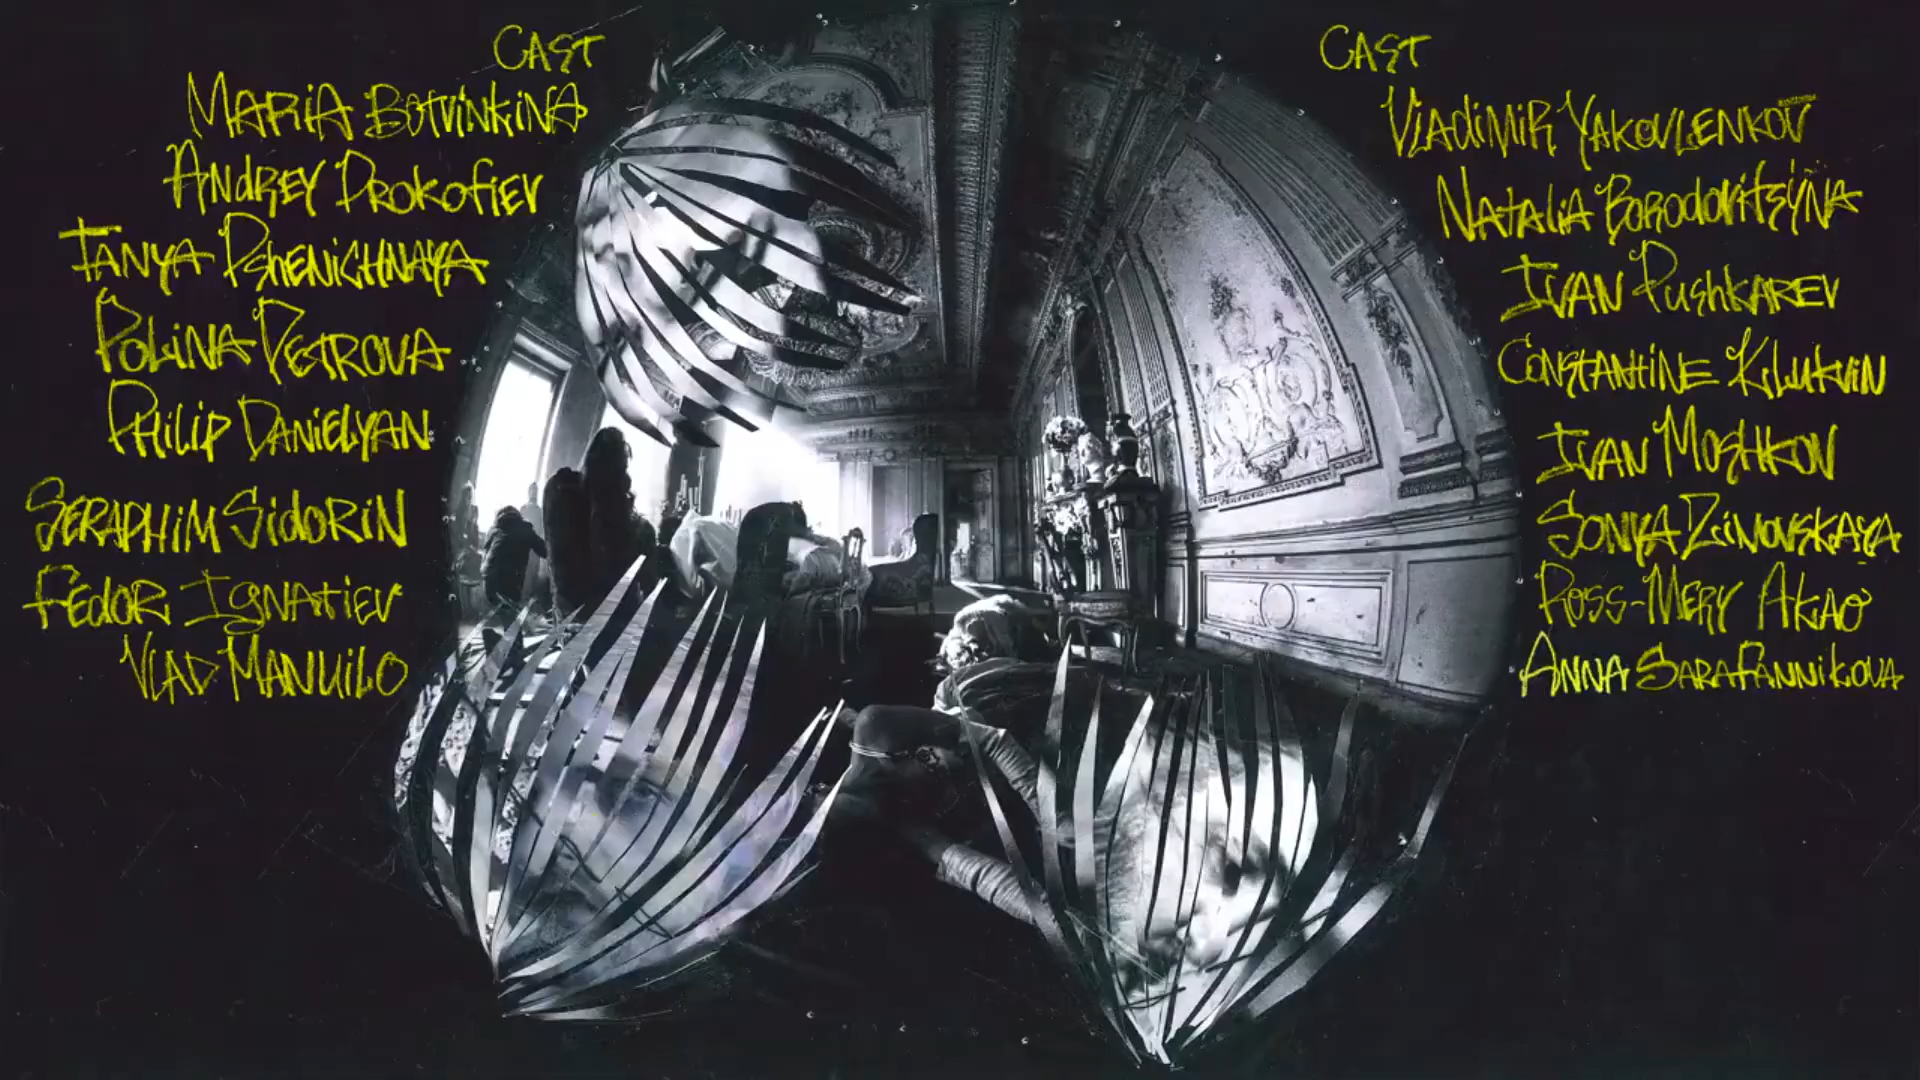 CAST
MARIA BOTVINKINA
ANDREY PROKOFIEV
TANYA PSHENICHNAYA
POLINA PETROVA
PHILIP DANIELYAN
SERAPHIM SIDORIN
FEDOR IGNATIEV
VLAD MANUILO
CAST
VLADIMIR YAKOVLENKOV
NATALIA BORODOVITSYNA
IVAN PUSHKAREV
CONSTANTINE KILUKVIN
IVAN MOSHKOV
SONYA ZINOVSKAYA
ROSS-MERY AKAO
ANNA SARAFANNIKOVA